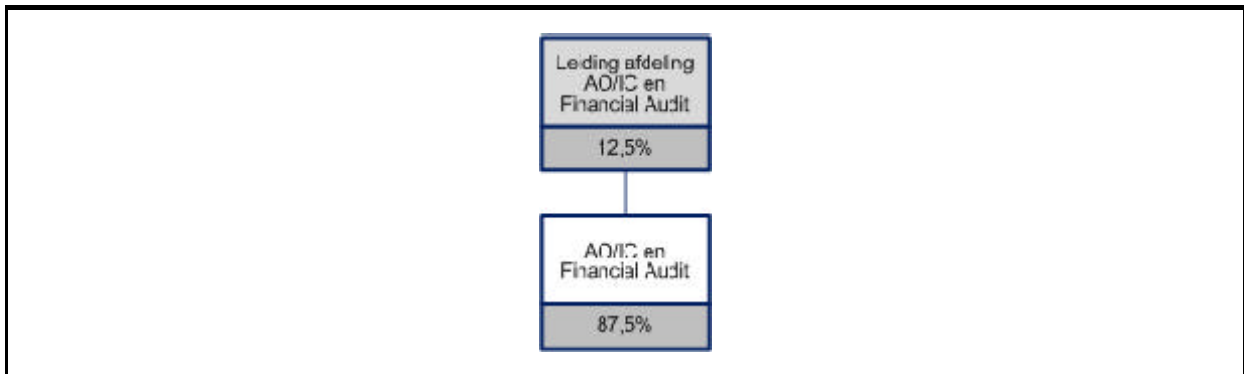 Leiding afdeling
AO/IC en
Financial Audit
12,5%
AO/IC en
Financial Audit
87,5%